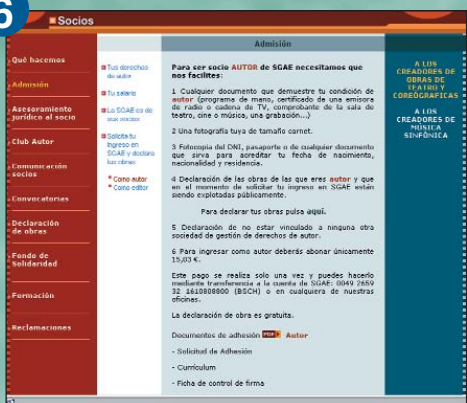 6
Socios
Admisión
Qué hacemos
Admisión
Asesoramiento
jurídico al socio
Club Autor
Comunicación
socios
Convocatorias
Declaración
de obras
Fondo de
Solidaridad
Formación
Reclamaciones
Tus derechos
de autor
Tu salario
La SGAE es de
sus socios
Solicita tu
ingreso en
SGAE y declara
tus obras
Como autor
Como editor
Para ser socio AUTOR de SGAE necesitamos que
nos facilites:
1 Cualquier documento que demuestre tu condición de
autor (programa de mano, certificado de una emisora
de radio o cadena de TV, comprobante de la sala de
teatro, cine o música, una grabación...)
2 Una fotografía tuya de tamaño carnet.
3 Fotocopia del DNI, pasaporte o de cualquier documento
que sirva para acreditar tu fecha de nacimiento,
nacionalidad y residencia.
4 Declaración de las obras de las que eres autor y que
en el momento de solicitar tu ingreso en SGAE están
siendo explotadas públicamente.
Para declarar tus obras pulsa aquí.
5 Declaración de no estar vinculado a ninguna otra
sociedad de gestión de derechos de autor.
6 Para ingresar como autor deberás abonar únicamente
15,03 €.
Este pago se realiza solo una vez y puedes hacerlo
mediante transferencia a la cuenta de SGAE: 0049 2659
32 1610808800 (BSCH) o en cualquiera de nuestras
oficinas.
La declaración de obra es gratuita.
Documentos de adhesión PDF Autor
- Solicitud de Adhesión
- Currículum
- Ficha de control de firma
A LOS
CREADORES DE
OBRAS DE
TEATRO Y
COREOGRÁFICAS
A LOS
CREADORES DE
MÚSICA
SINFÓNICA